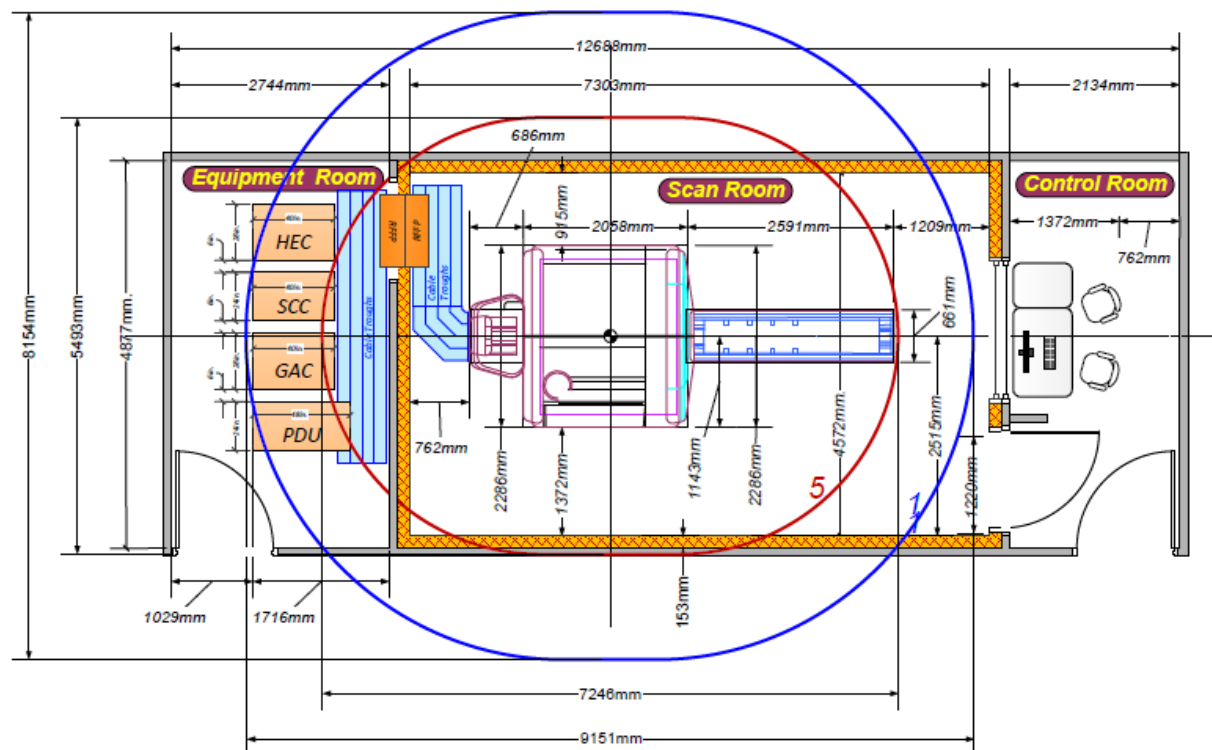 12688mm
2744mm
7303mm
2134mm
686mm
Equipment Room
Scan Room
Control Room
915mm
2058mm
2591mm
1209mm
1372mm
762mm
HEC
SCC
GAC
PDU
Cable Troughs
Cable Troughs
8154mm
5493mm
4877mm.
661mm
762mm
2286mm
1372mm
1143mm
2286mm
4572mm.
2515mm
1220mm
5
1
153mm
1029mm
1716mm
7246mm
9151mm